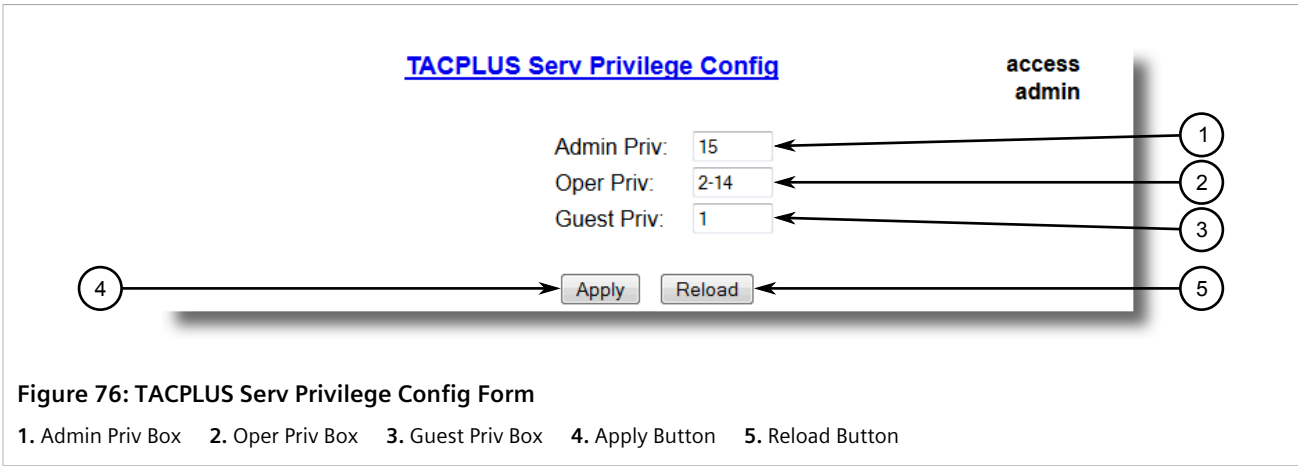 TACPLUS Serv Privilege Config
access
admin
Admin Priv: 15
1
Oper Priv: 2-14
2
Guest Priv: 1
3
4
Apply Reload
5
Figure 76: TACPLUS Serv Privilege Config Form
1. Admin Priv Box 2. Oper Priv Box 3. Guest Priv Box 4. Apply Button 5. Reload Button